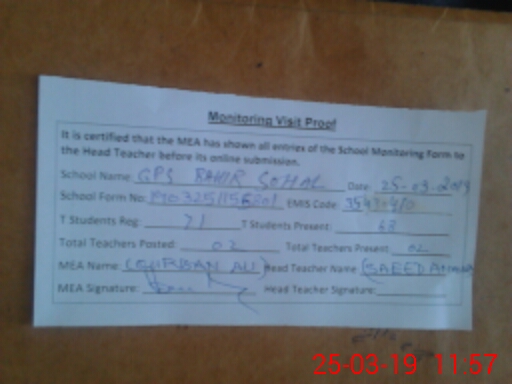 Monitoring Visit Proof
It is certified that the MEA has shown all entries of the School Monitoring Form to
the Head Teacher before its online submission.
School Name: GPS SOHAL Date: 25-03-2019
School Form No: EMIS Code:
T Students Reg: 71 T Students Present: 68
Total Teachers Posted: 02 Total Teachers Present: 02
MEA Name: (QURBAN ALI) Head Teacher Name (SAEED
MEA Signature: Head Teacher Signature:
25-03-19 11:57